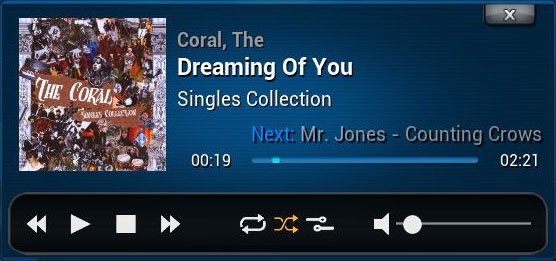 Coral, The
Dreaming Of You
Singles Collection
Next: Mr. Jones - Counting Crows
00:19
02:21
THE CORAL
SINGLES COLLECTION
x